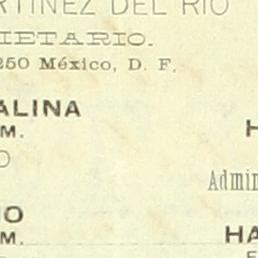 RTINEZ DEL RIO
IETARIO.
250 México, D. F.
ALINA
M.
H
O
Admin
IO
M.
HA